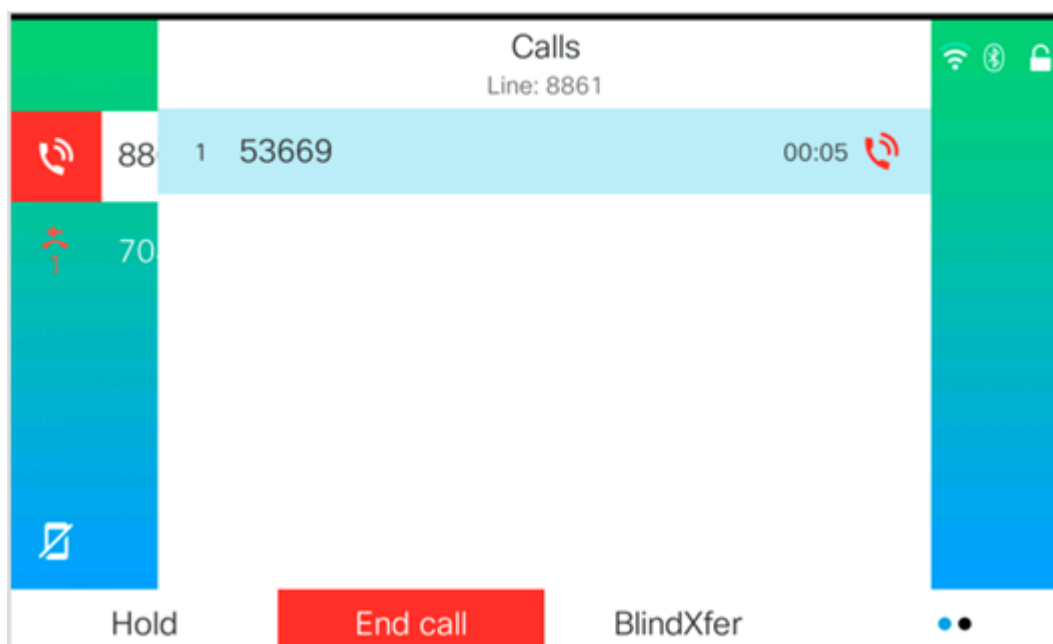 Calls
Line: 8861
88
1 53669 00:05
1 70
Hold End call BlindXfer